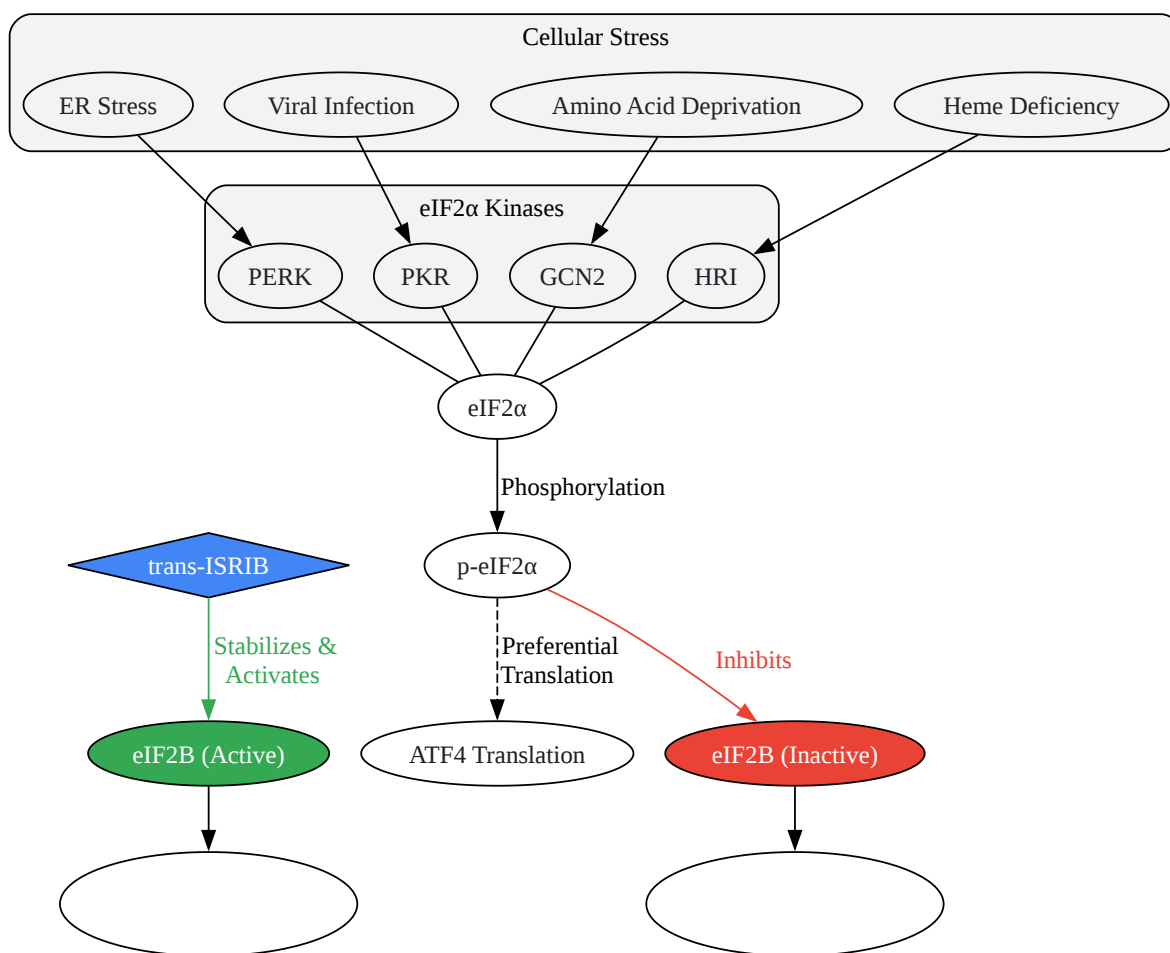 Cellular Stress
ER Stress
Viral Infection
Amino Acid Deprivation
Heme Deficiency
eIF2α Kinases
PERK
PKR
GCN2
HRI
eIF2α
Phosphorylation
trans-ISRIB
p-eIF2α
Stabilizes &
Activates
Preferential
Translation
Inhibits
eIF2B (Active)
ATF4 Translation
eIF2B (Inactive)